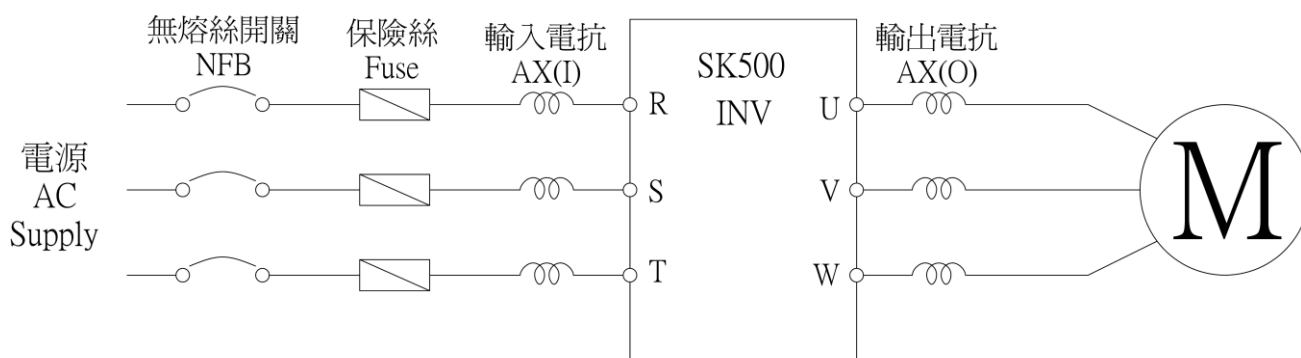 無熔絲開關
NFB
保險絲
Fuse
輸入電抗
AX(I)
SK500
INV
輸出電抗
AX(O)
電源
AC
Supply
R
S
T
U
V
W
M